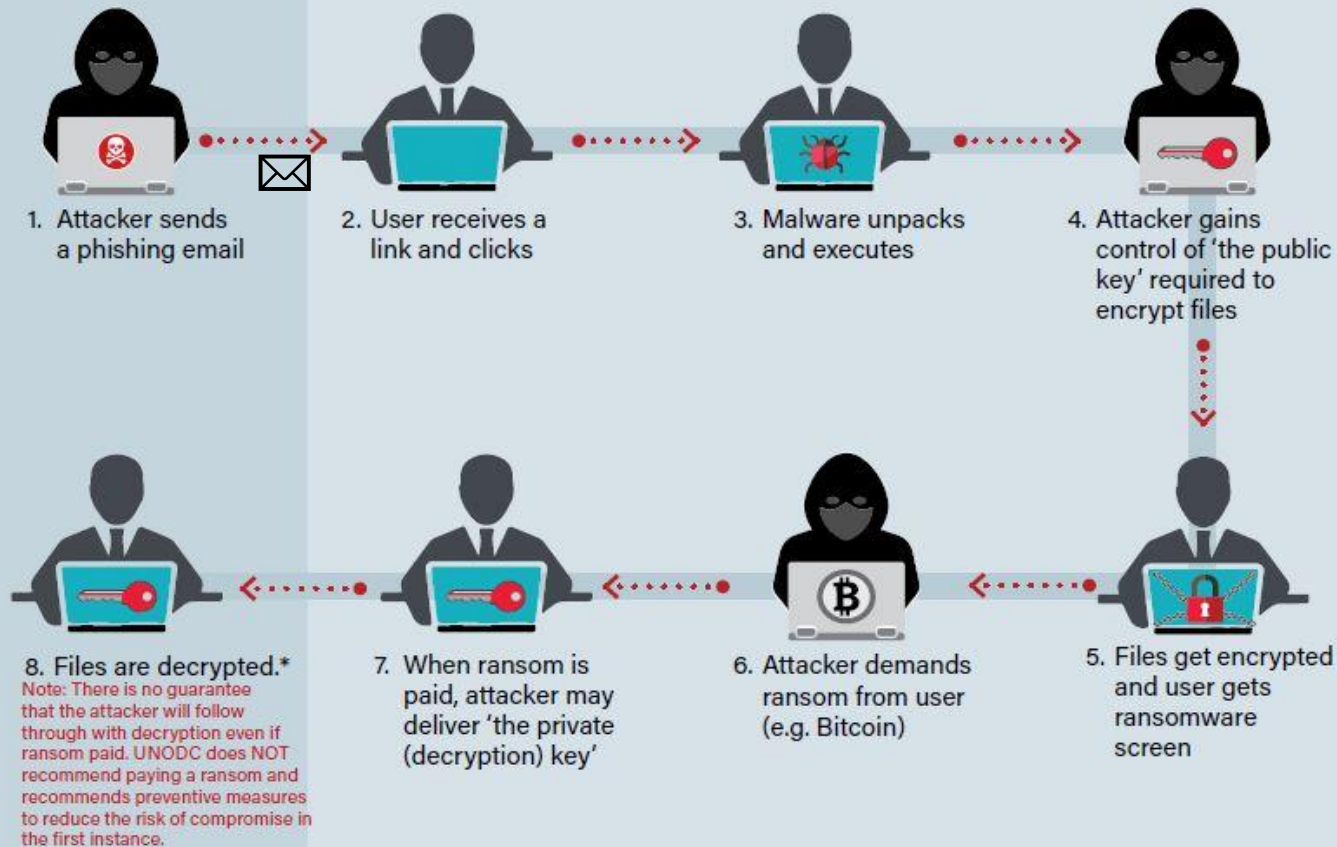 1. Attacker sends
a phishing email
2. User receives a
link and clicks
3. Malware unpacks
and executes
4. Attacker gains
control of ‘the public
key’ required to
encrypt files
5. Files get encrypted
and user gets
ransomware
screen
B
6. Attacker demands
ransom from user
(e.g. Bitcoin)
7. When ransom is
paid, attacker may
deliver ‘the private
(decryption) key’
8. Files are decrypted.*
Note: There is no guarantee
that the attacker will follow
through with decryption even if
ransom paid. UNODC does NOT
recommend paying a ransom and
recommends preventive measures
to reduce the risk of compromise in
the first instance.